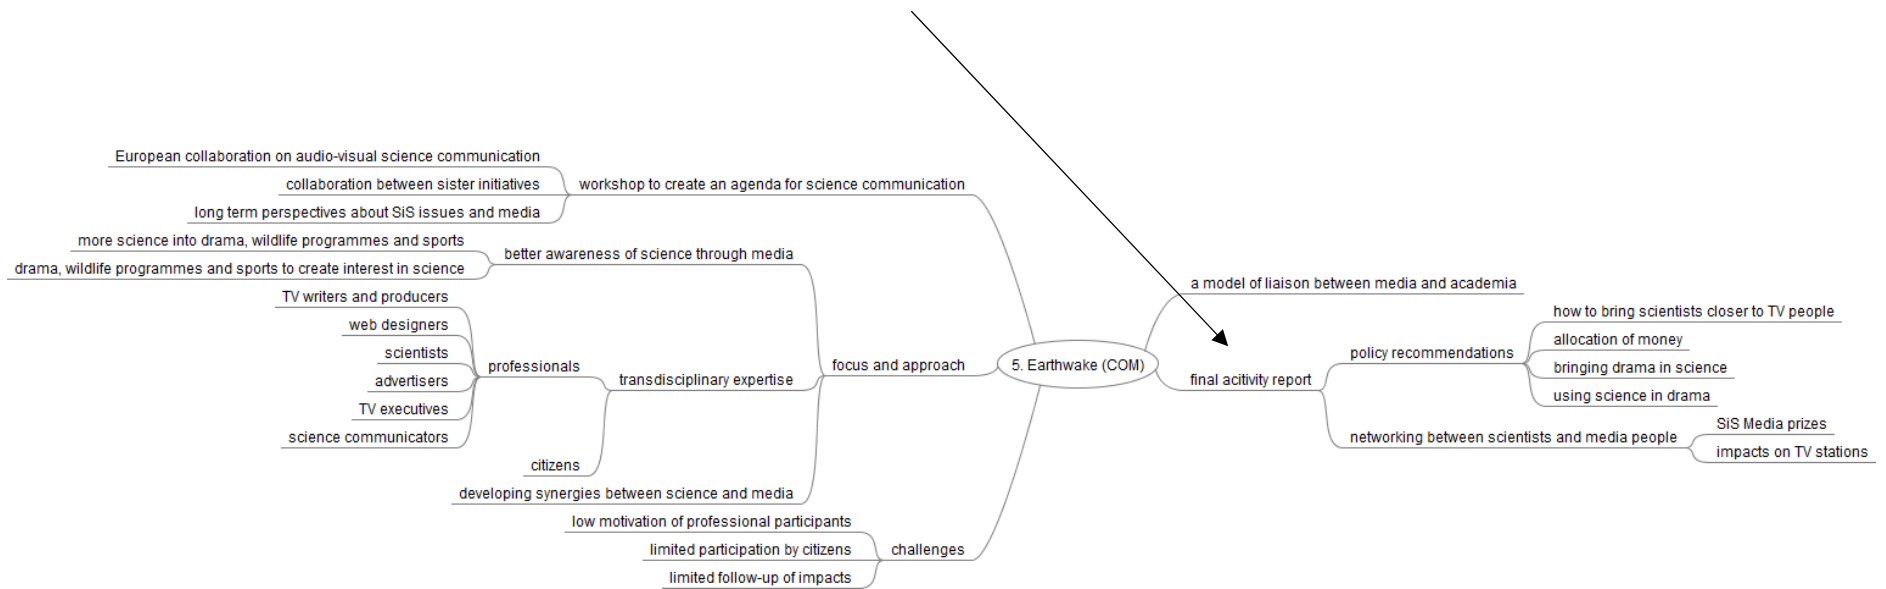 European collaboration on audio-visual science communication
collaboration between sister initiatives
long term perspectives about SiS issues and media
workshop to create an agenda for science communication
more science into drama, wildlife programmes and sports
drama, wildlife programmes and sports to create interest in science
better awareness of science through media
TV writers and producers
web designers
scientists
advertisers
TV executives
science communicators
professionals
citizens
transdisciplinary expertise
developing synergies between science and media
focus and approach
low motivation of professional participants
limited participation by citizens
limited follow-up of impacts
challenges
5. Earthwake (COM)
a model of liaison between media and academia
final acitivity report
policy recommendations
how to bring scientists closer to TV people
allocation of money
bringing drama in science
using science in drama
networking between scientists and media people
SiS Media prizes
impacts on TV stations